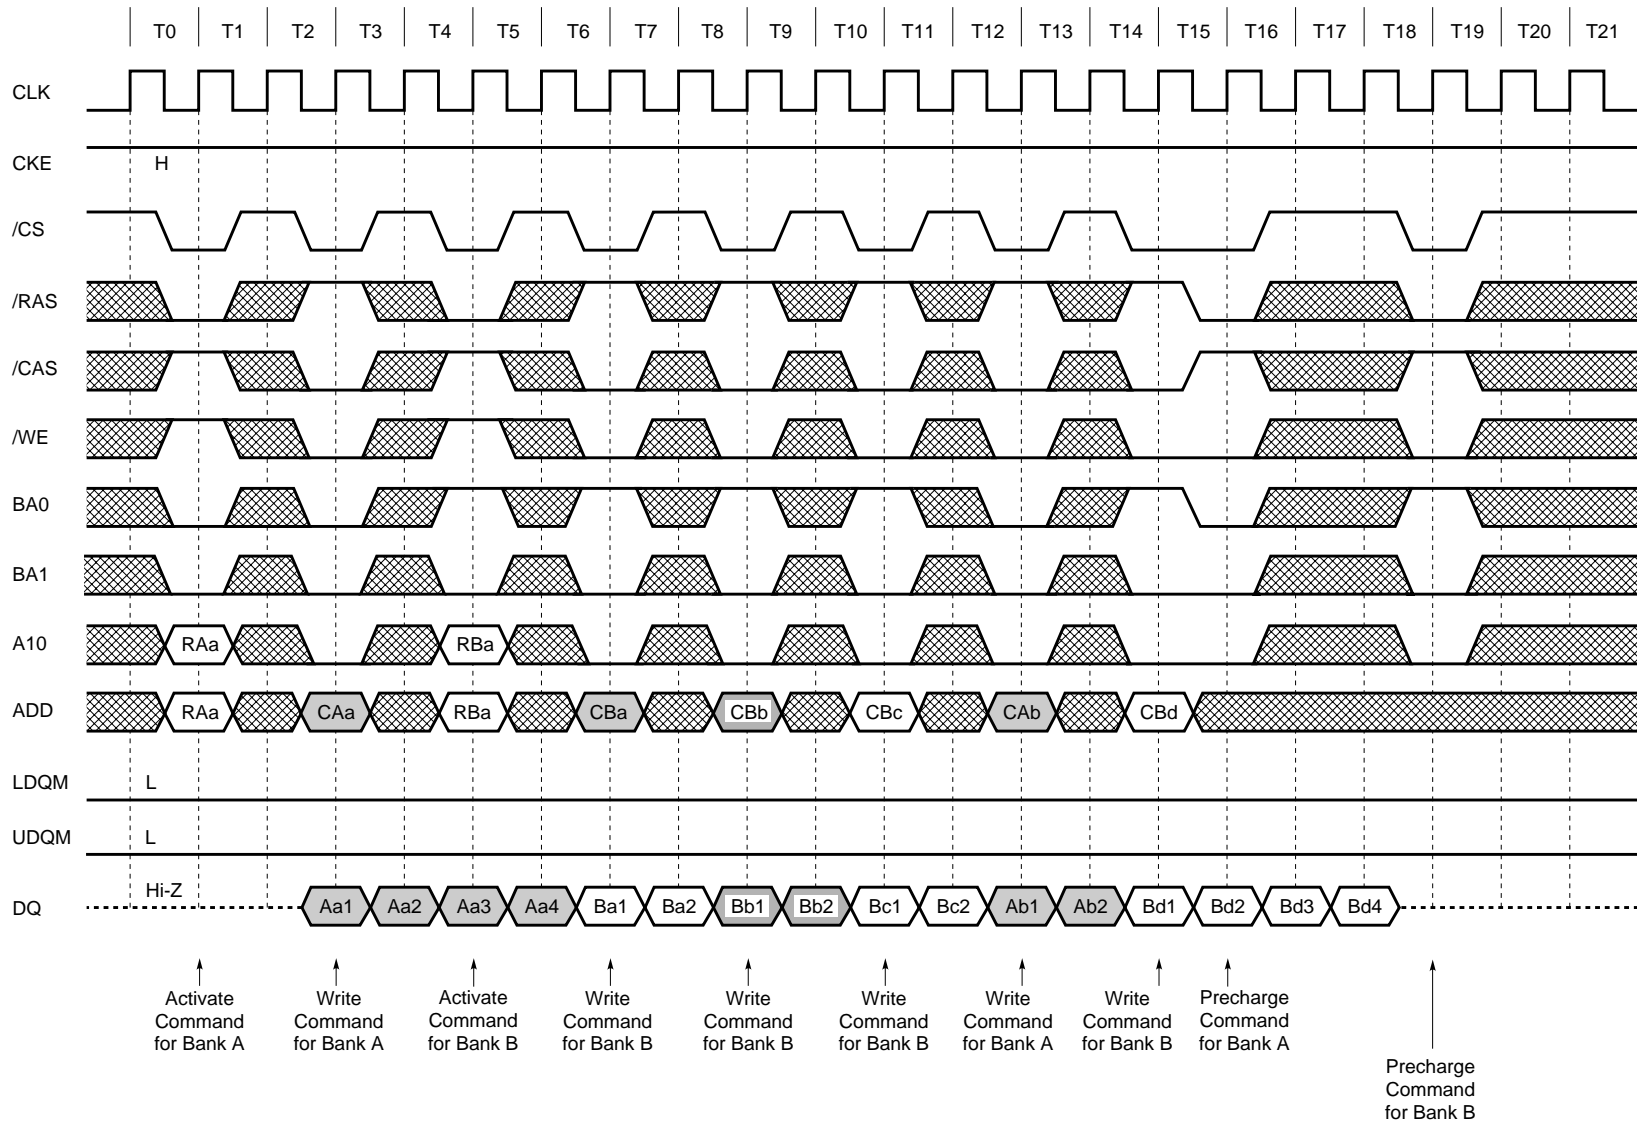 T0 T1 T2 T3 T4 T5 T6 T7 T8 T9 T10 T11 T12 T13 T14 T15 T16 T17 T18 T19 T20 T21
CLK
CKE H
/CS
/RAS
/CAS
/WE
BA0
BA1
A10 RAa RBa
ADD RAa CAa RBa CBa CBb CBc CAb CBd
LDQM L
UDQM L
DQ Hi-Z Aa1 Aa2 Aa3 Aa4 Ba1 Ba2 Bb1 Bb2 Bc1 Bc2 Ab1 Ab2 Bd1 Bd2 Bd3 Bd4
Activate
Command
for Bank A
Write
Command
for Bank A
Activate
Command
for Bank B
Write
Command
for Bank B
Write
Command
for Bank B
Write
Command
for Bank B
Write
Command
for Bank A
Write
Command
for Bank B
Precharge
Command
for Bank A
Precharge
Command
for Bank B